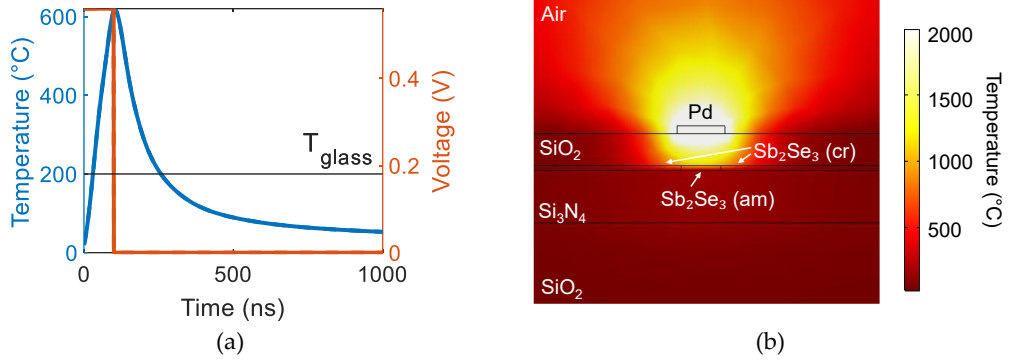 600
400
200
0
Temperature (°C)
T_glass
0.4
0.2
0
Voltage (V)
0
500
1000
Time (ns)
(a)
Air
Pd
SiO₂
Sb₂Se₃ (cr)
Sb₂Se₃ (am)
Si₃N₄
SiO₂
2000
1500
1000
500
Temperature (°C)
(b)